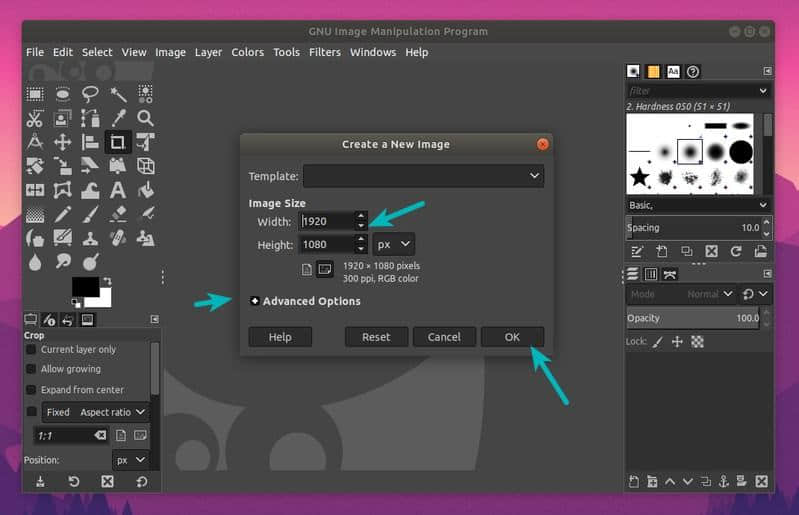 GNU Image Manipulation Program
File Edit Select View Image Layer Colors Tools Filters Windows Help
filter
2. Hardness 050 (51 × 51)
Basic,
Spacing 10.0
Mode Normal
Opacity 100.0
Lock:
Create a New Image
Template:
Image Size
Width: 1920
Height: 1080 px
1920 × 1080 pixels
300 ppi, RGB color
Advanced Options
Help Reset Cancel OK
Crop
Current layer only
Allow growing
Expand from center
Fixed Aspect ratio
1:1
Position: px